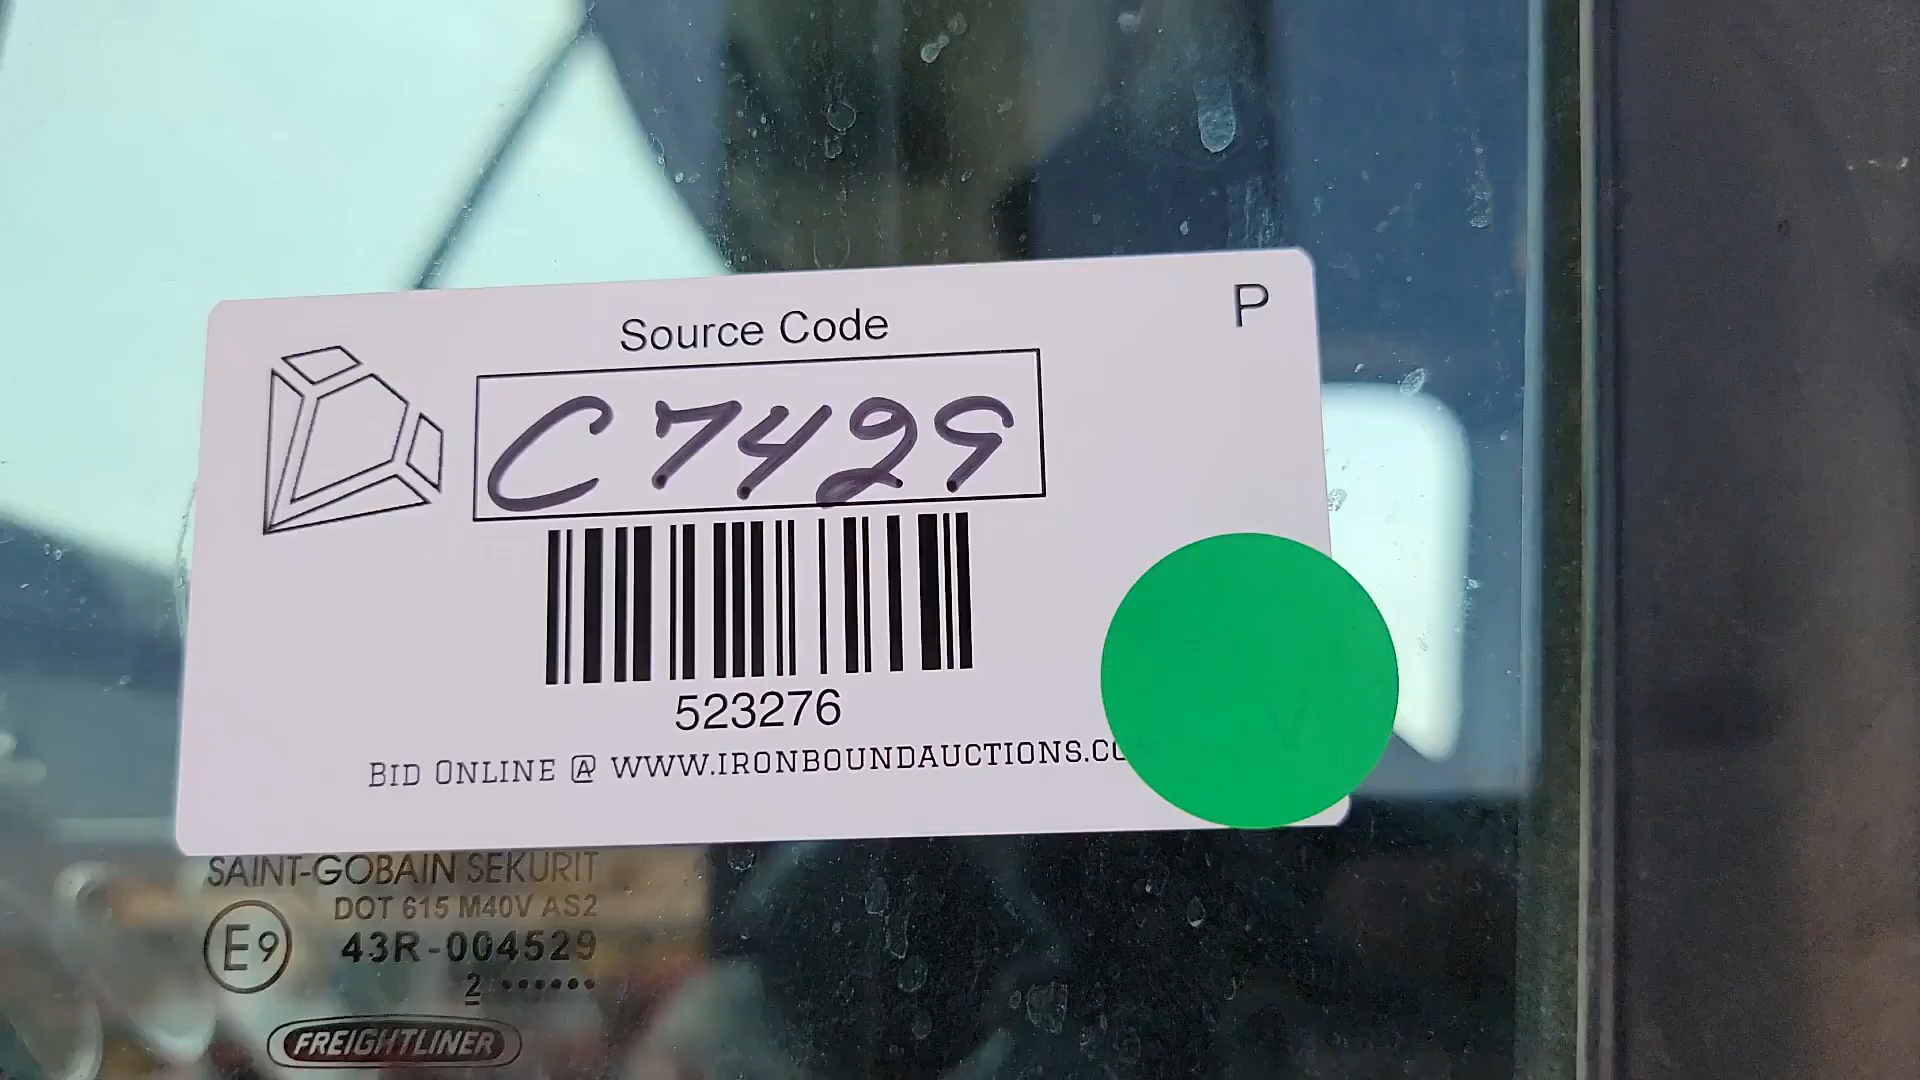 P
Source Code
C7429
523276
BID ONLINE @ WWW.IRONBOUNDAUCTIONS.CO
SAINT-GOBAIN SEKURIT
DOT 615 M40V AS2
E9 43R-004529
2 ••••••
FREIGHTLINER